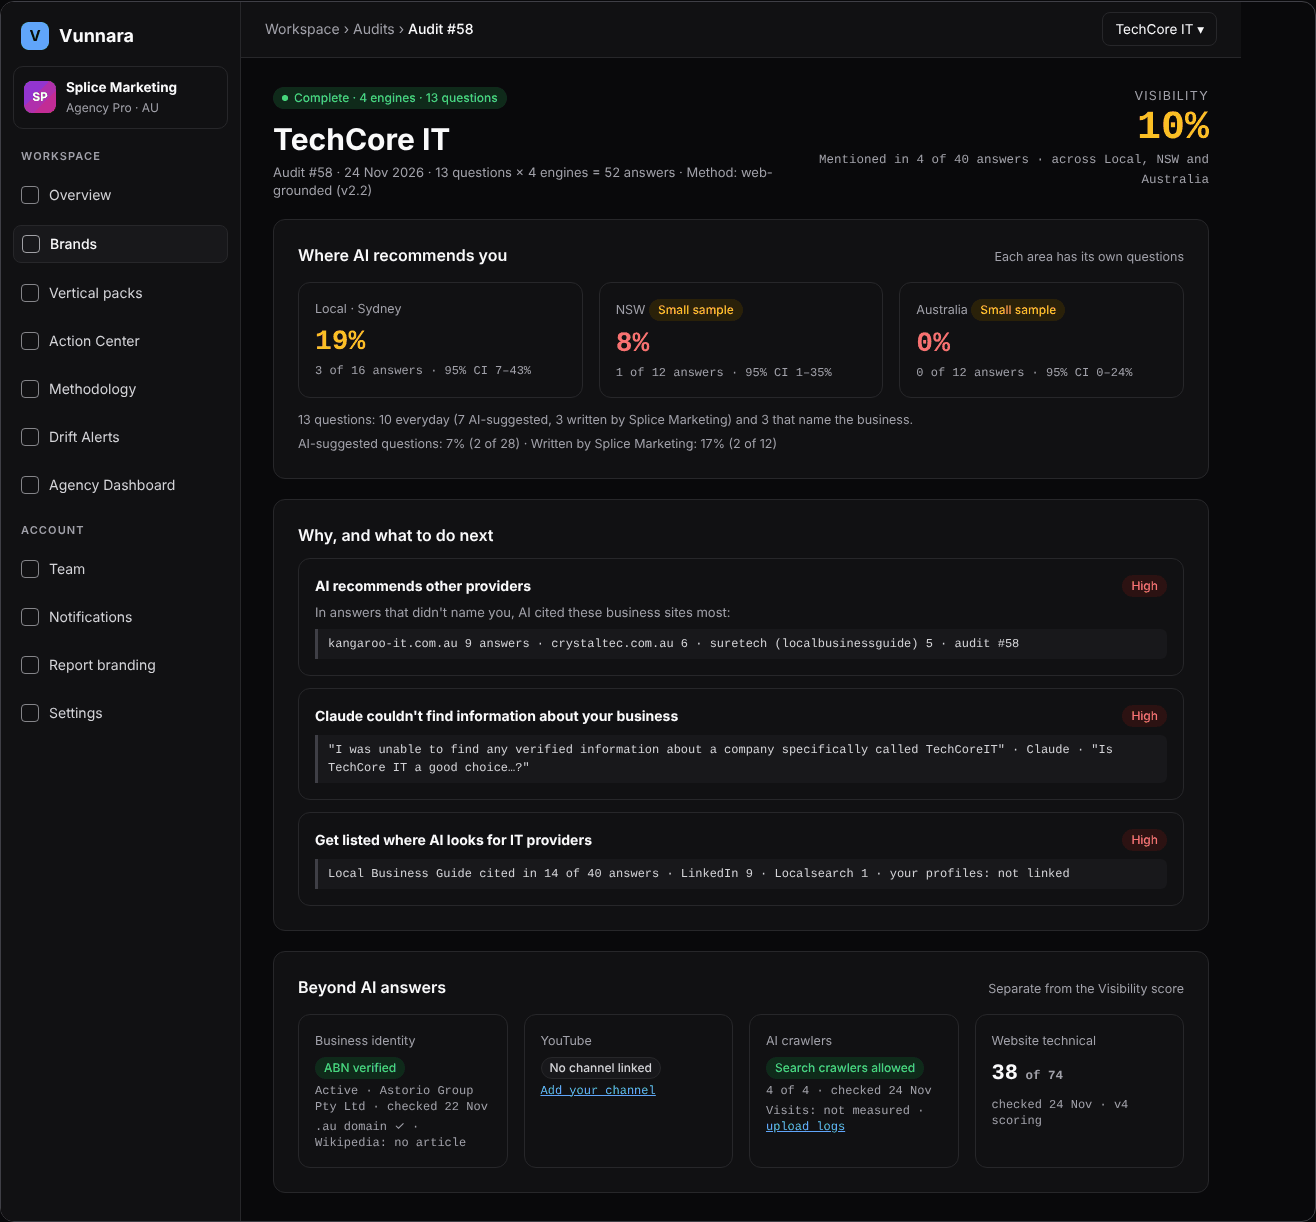 V Vunnara
SP Splice Marketing
Agency Pro · AU
WORKSPACE
Overview
Brands
Vertical packs
Action Center
Methodology
Drift Alerts
Agency Dashboard
ACCOUNT
Team
Notifications
Report branding
Settings
Workspace › Audits › Audit #58
TechCore IT ▾
Complete · 4 engines · 13 questions
TechCore IT
Audit #58 · 24 Nov 2026 · 13 questions × 4 engines = 52 answers · Method: web-
grounded (v2.2)
VISIBILITY
10%
Mentioned in 4 of 40 answers · across Local, NSW and
Australia
Where AI recommends you
Each area has its own questions
Local · Sydney
19%
3 of 16 answers · 95% CI 7–43%
NSW Small sample
8%
1 of 12 answers · 95% CI 1–35%
Australia Small sample
0%
0 of 12 answers · 95% CI 0–24%
13 questions: 10 everyday (7 AI-suggested, 3 written by Splice Marketing) and 3 that name the business.
AI-suggested questions: 7% (2 of 28) · Written by Splice Marketing: 17% (2 of 12)
Why, and what to do next
AI recommends other providers
High
In answers that didn't name you, AI cited these business sites most:
kangaroo-it.com.au 9 answers · crystaltec.com.au 6 · suretech (localbusinessguide) 5 · audit #58
Claude couldn't find information about your business
High
"I was unable to find any verified information about a company specifically called TechCoreIT" · Claude · "Is
TechCore IT a good choice…?"
Get listed where AI looks for IT providers
High
Local Business Guide cited in 14 of 40 answers · LinkedIn 9 · Localsearch 1 · your profiles: not linked
Beyond AI answers
Separate from the Visibility score
Business identity
ABN verified
Active · Astorio Group
Pty Ltd · checked 22 Nov
.au domain ✓ ·
Wikipedia: no article
YouTube
No channel linked
Add your channel
AI crawlers
Search crawlers allowed
4 of 4 · checked 24 Nov
Visits: not measured ·
upload logs
Website technical
38 of 74
checked 24 Nov · v4
scoring